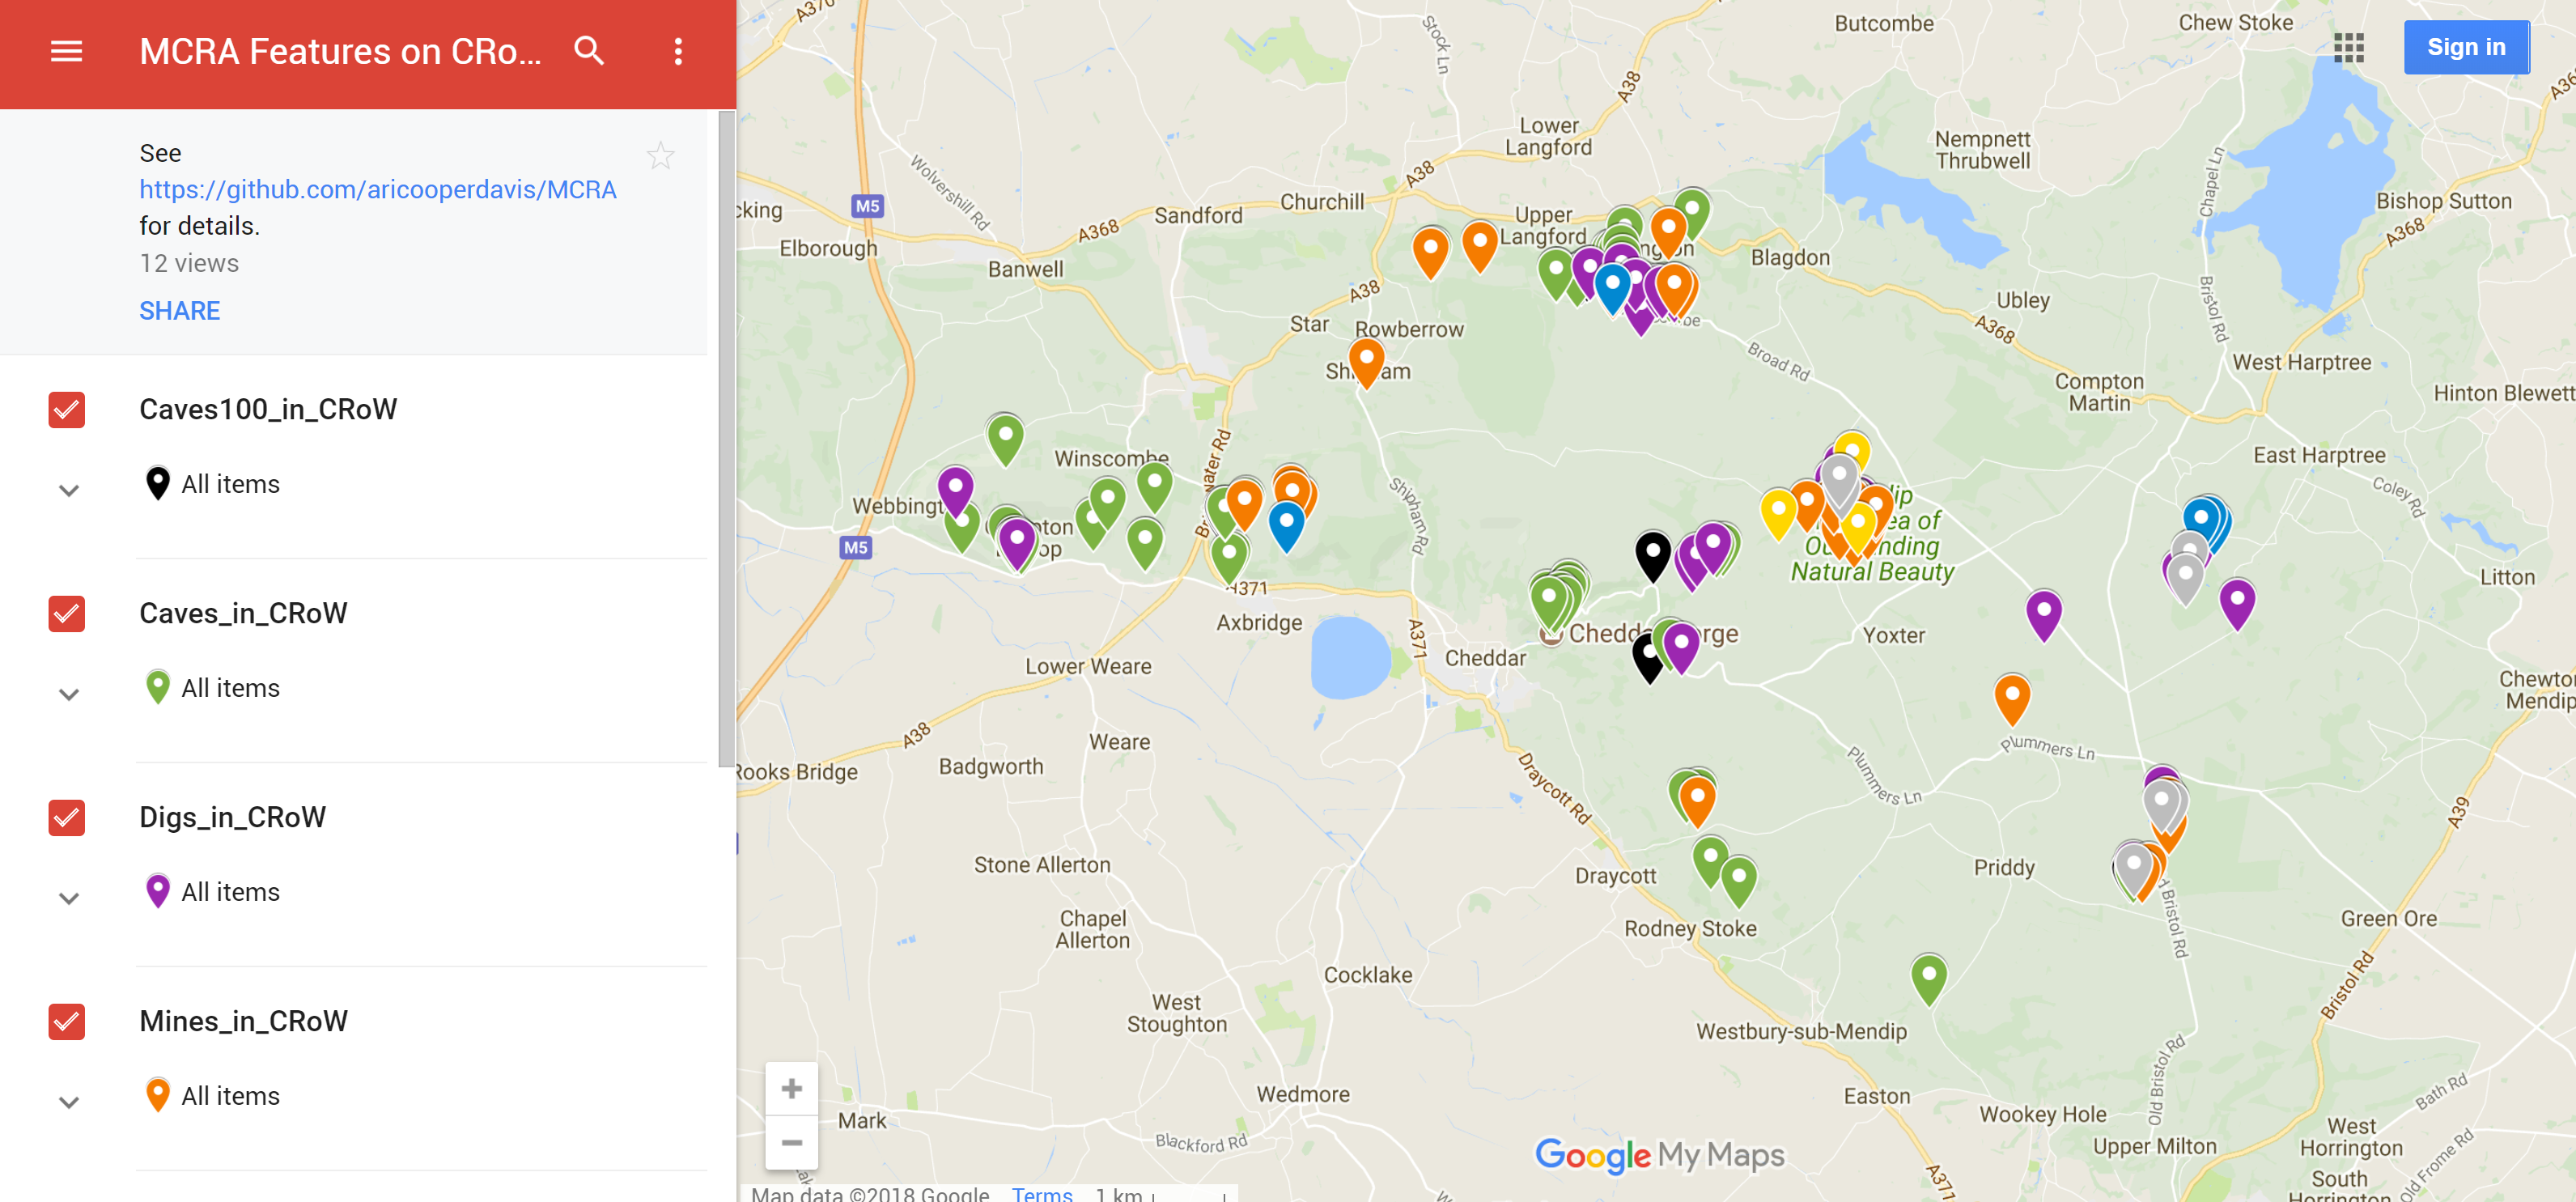 MCRA Features on CRo...
See
https://github.com/aricooperdavis/MCRA
for details.
12 views
SHARE
Caves100_in_CRoW
All items
Caves_in_CRoW
All items
Digs_in_CRoW
All items
Mines_in_CRoW
All items
Sign in
A370
Stock Ln
Butcombe
Chew Stoke
A38
Lower
Langford
Nempnett
Thrubwell
Chapel Ln
Wolvershill Rd
M5
A38
cking
Sandford
Churchill
Upper
Langford
Bishop Sutton
A368
Elborough
A368
Banwell
Blagdon
A38
Ubley
Bristol Rd
Star
Rowberrow
A368
Broad Rd
West Harptree
Compton
Martin
Hinton Blewett
Winscombe
East Harptree
Coley Rd
Shipham Rd
M5
Natural Beauty
Litton
A371
Axbridge
A371
Cheddar
Yoxter
Lower Weare
Chewton
Mendip
A38
Weare
Plummers Ln
Rooks Bridge
Badgworth
Draycott Rd
Plummers Ln
A39
Stone Allerton
Draycott
Priddy
Chapel
Allerton
Rodney Stoke
Green Ore
Cocklake
Bristol Rd
West
Stoughton
Westbury-sub-Mendip
Old Bristol Rd
Wedmore
Easton
Bath Rd
Mark
Wookey Hole
Blackford Rd
Upper Milton
West
Horrington
Old Frome Rd
Google My Maps
A371
South
Horrington
Map data ©2018 Google
Terms
1 km